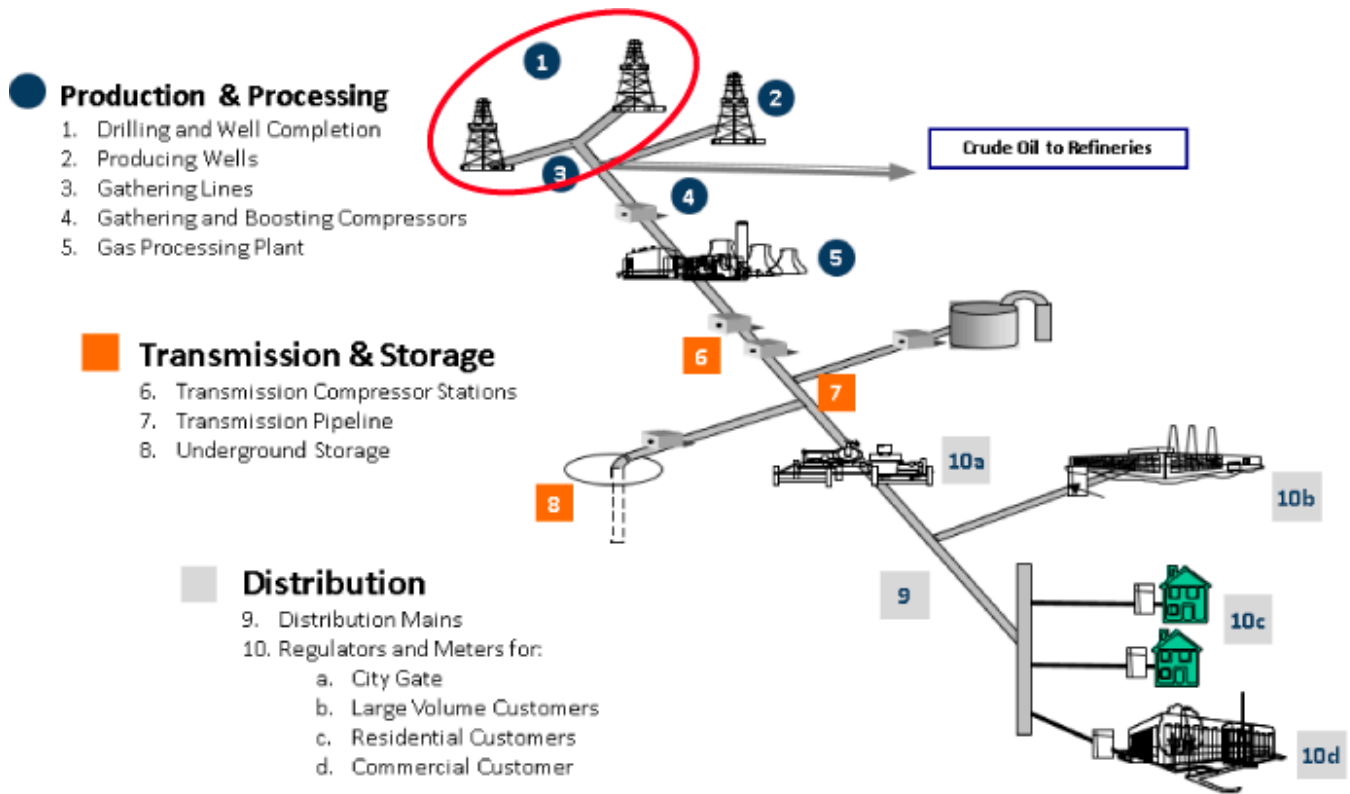 Production & Processing
1. Drilling and Well Completion
2. Producing Wells
3. Gathering Lines
4. Gathering and Boosting Compressors
5. Gas Processing Plant
1
2
3
4
5
Crude Oil to Refineries
Transmission & Storage
6. Transmission Compressor Stations
7. Transmission Pipeline
8. Underground Storage
6
7
8
Distribution
9. Distribution Mains
10. Regulators and Meters for:
a. City Gate
b. Large Volume Customers
c. Residential Customers
d. Commercial Customer
10a
10b
9
10c
10d